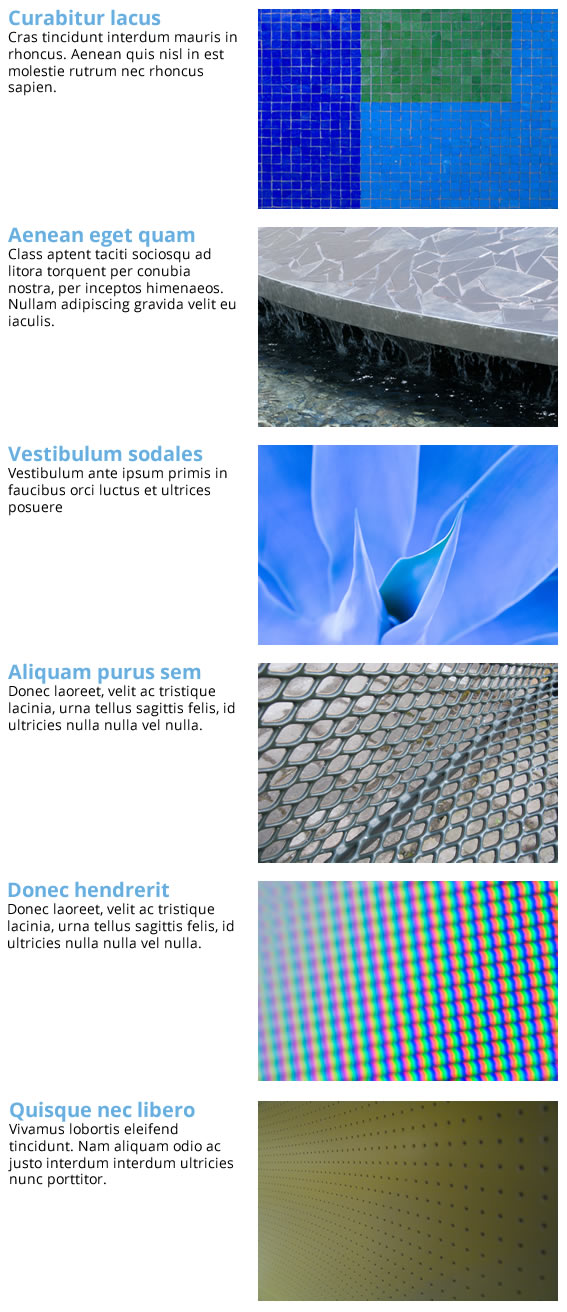 Curabitur lacus
Cras tincidunt interdum mauris in
rhoncus. Aenean quis nisl in est
molestie rutrum nec rhoncus
sapien.
Aenean eget quam
Class aptent taciti sociosqu ad
litora torquent per conubia
nostra, per inceptos himenaeos.
Nullam adipiscing gravida velit eu
iaculis.
Vestibulum sodales
Vestibulum ante ipsum primis in
faucibus orci luctus et ultrices
posuere
Aliquam purus sem
Donec laoreet, velit ac tristique
lacinia, urna tellus sagittis felis, id
ultricies nulla nulla vel nulla.
Donec hendrerit
Donec laoreet, velit ac tristique
lacinia, urna tellus sagittis felis, id
ultricies nulla nulla vel nulla.
Quisque nec libero
Vivamus lobortis eleifend
tincidunt. Nam aliquam odio ac
justo interdum interdum ultricies
nunc porttitor.